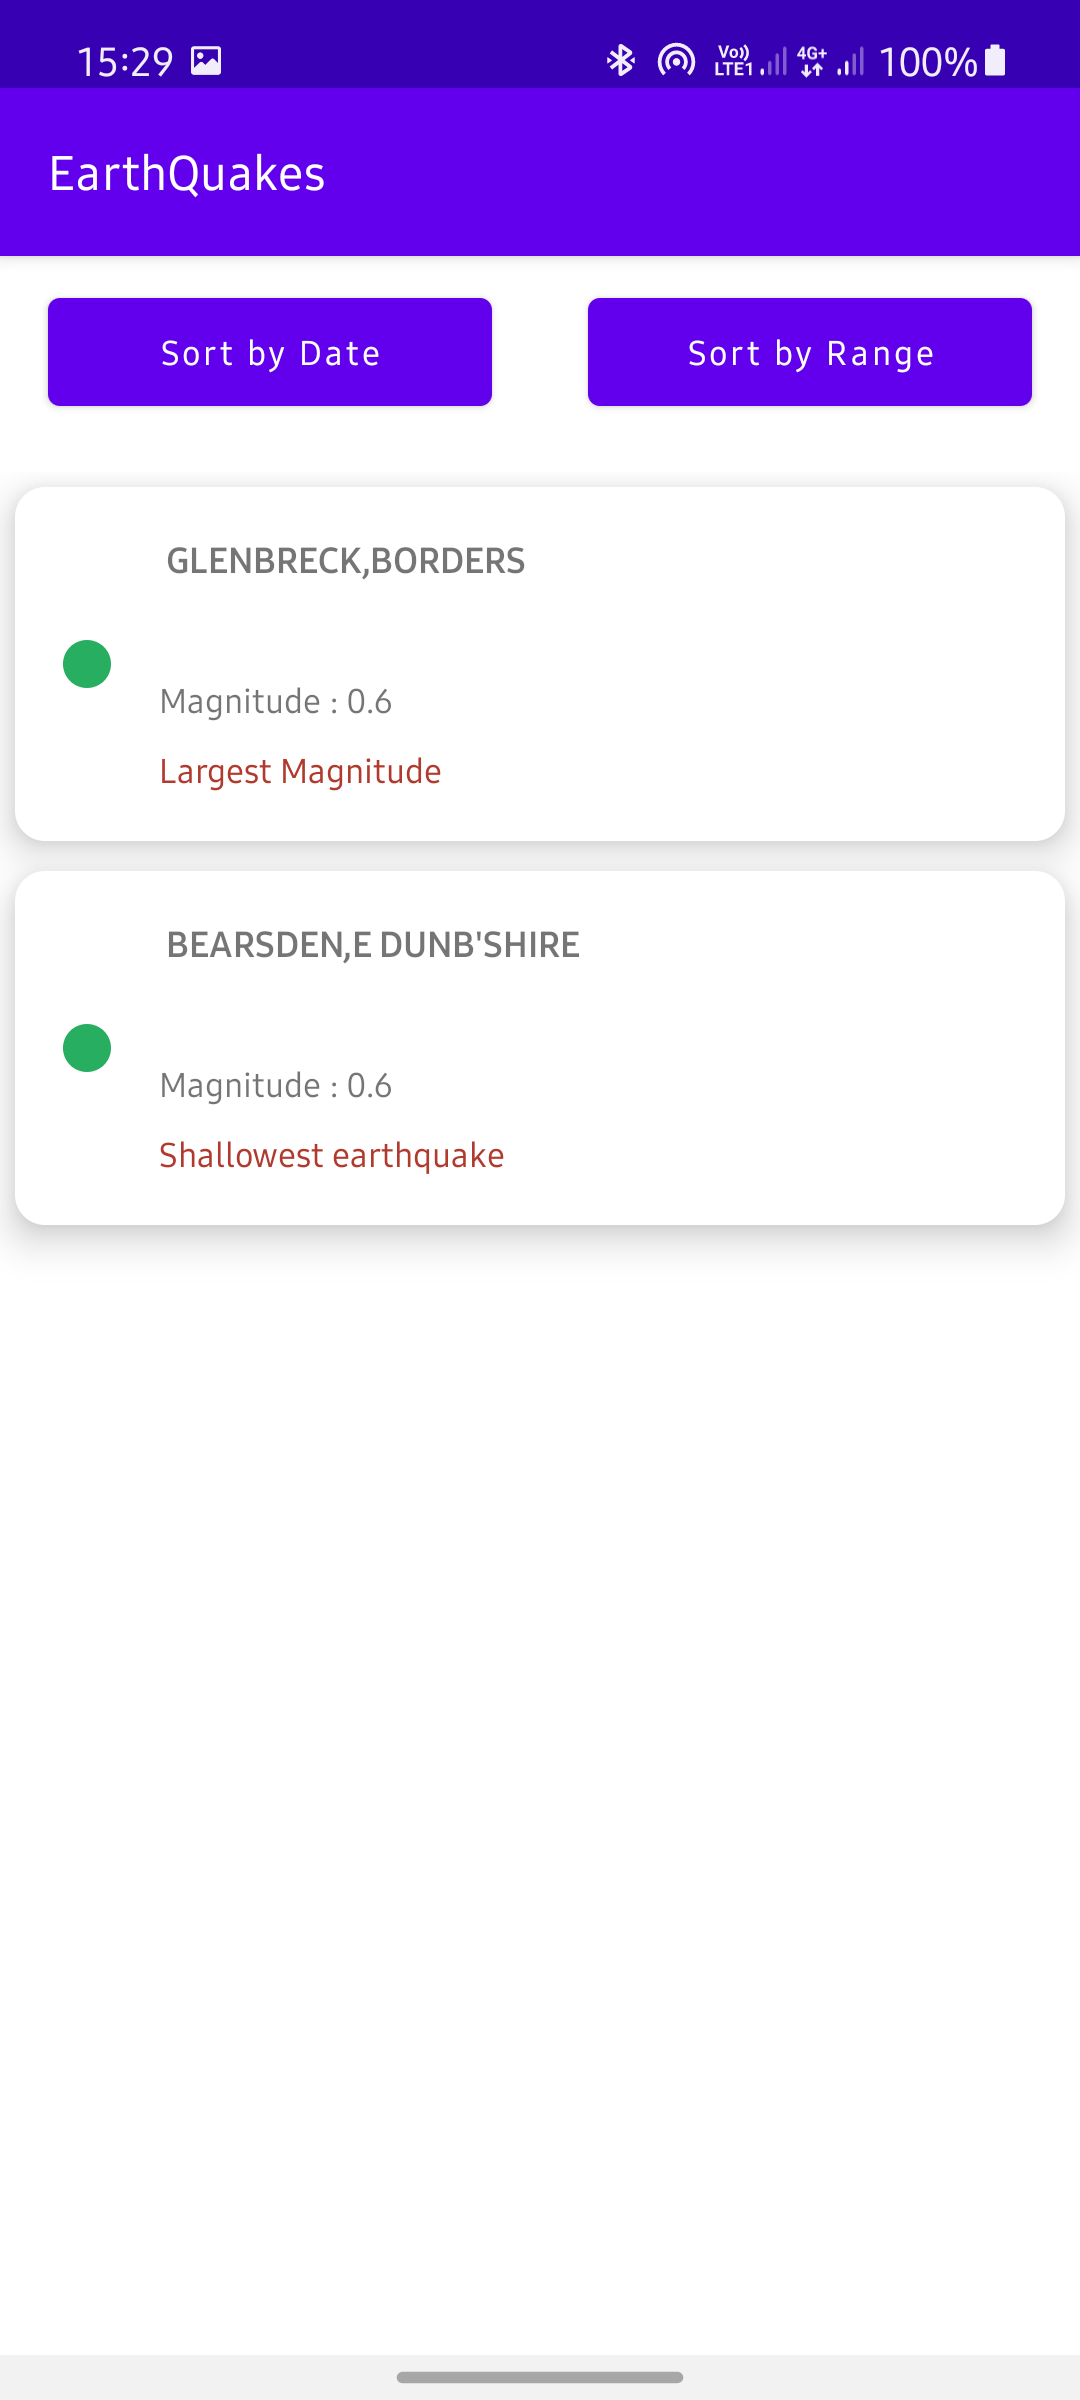 15:29 Vo)) LTE1 4G+ 100%
EarthQuakes
Sort by Date Sort by Range
GLENBRECK,BORDERS
Magnitude : 0.6
Largest Magnitude
BEARSDEN,E DUNB'SHIRE
Magnitude : 0.6
Shallowest earthquake